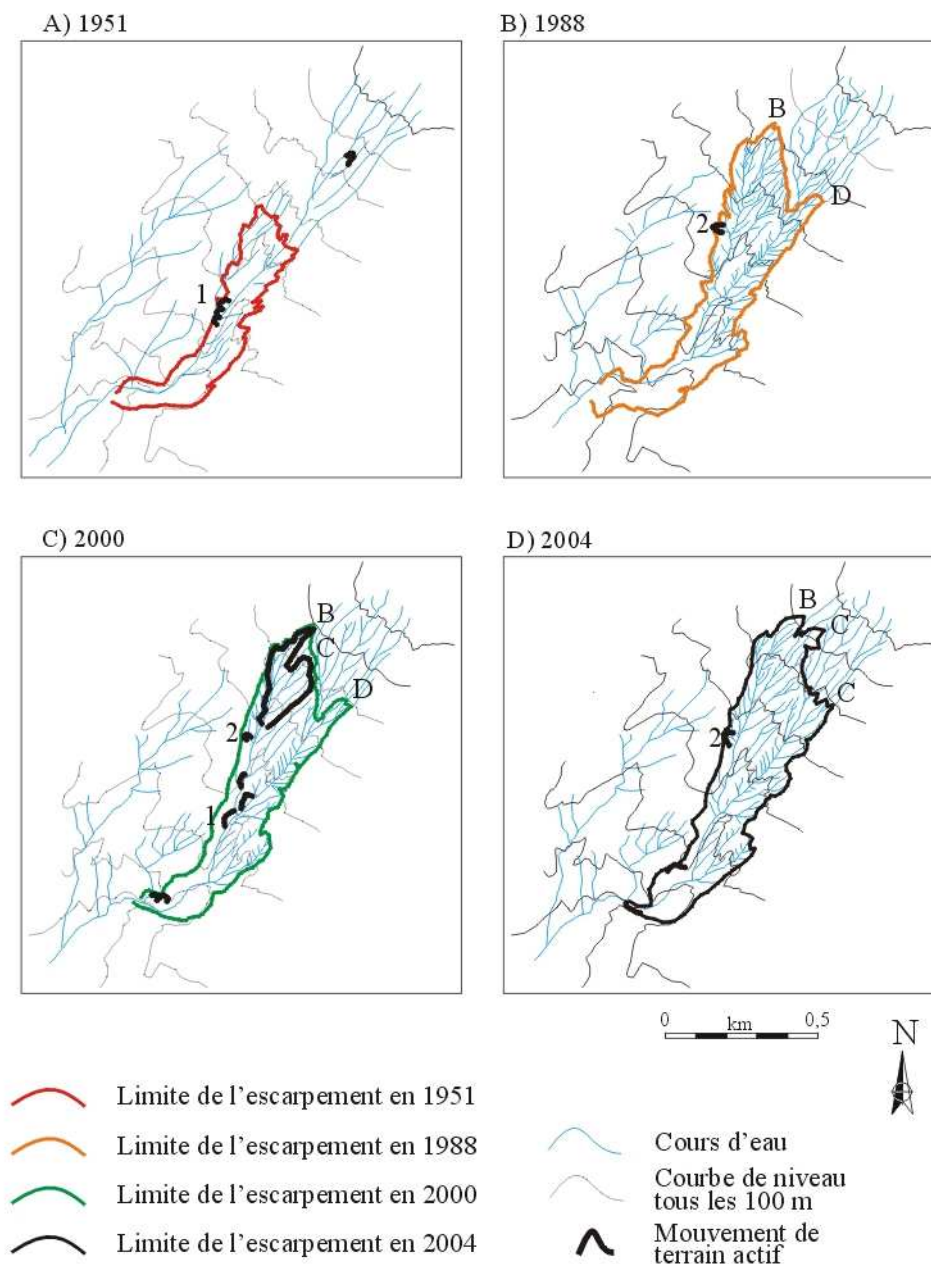 A) 1951
B) 1988
1
B
D
2
C) 2000
D) 2004
B
C
D
2
1
B
C
C
2
0 km 0,5
N
Limite de l'escarpement en 1951
Limite de l'escarpement en 1988
Limite de l'escarpement en 2000
Limite de l'escarpement en 2004
Cours d'eau
Courbe de niveau
tous les 100 m
Mouvement de
terrain actif